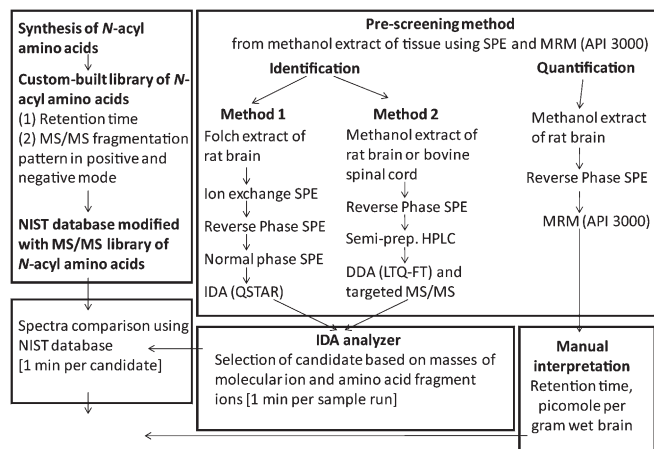 Synthesis of N-acyl
amino acids
Custom-built library of N-
acyl amino acids
(1) Retention time
(2) MS/MS fragmentation
pattern in positive and
negative mode
NIST database modified
with MS/MS library of
N-acyl amino acids
Spectra comparison using
NIST database
[1 min per candidate]
Pre-screening method
from methanol extract of tissue using SPE and MRM (API 3000)
Identification
Method 1
Folch extract of
rat brain
Ion exchange SPE
Reverse Phase SPE
Normal phase SPE
IDA (QSTAR)
Method 2
Methanol extract of
rat brain or bovine
spinal cord
Reverse Phase SPE
Semi-prep. HPLC
DDA (LTQ-FT) and
targeted MS/MS
Quantification
Methanol extract
of rat brain
Reverse Phase SPE
MRM (API 3000)
IDA analyzer
Selection of candidate based on masses of
molecular ion and amino acid fragment
ions [1 min per sample run]
Manual
interpretation
Retention time,
picomole per
gram wet brain